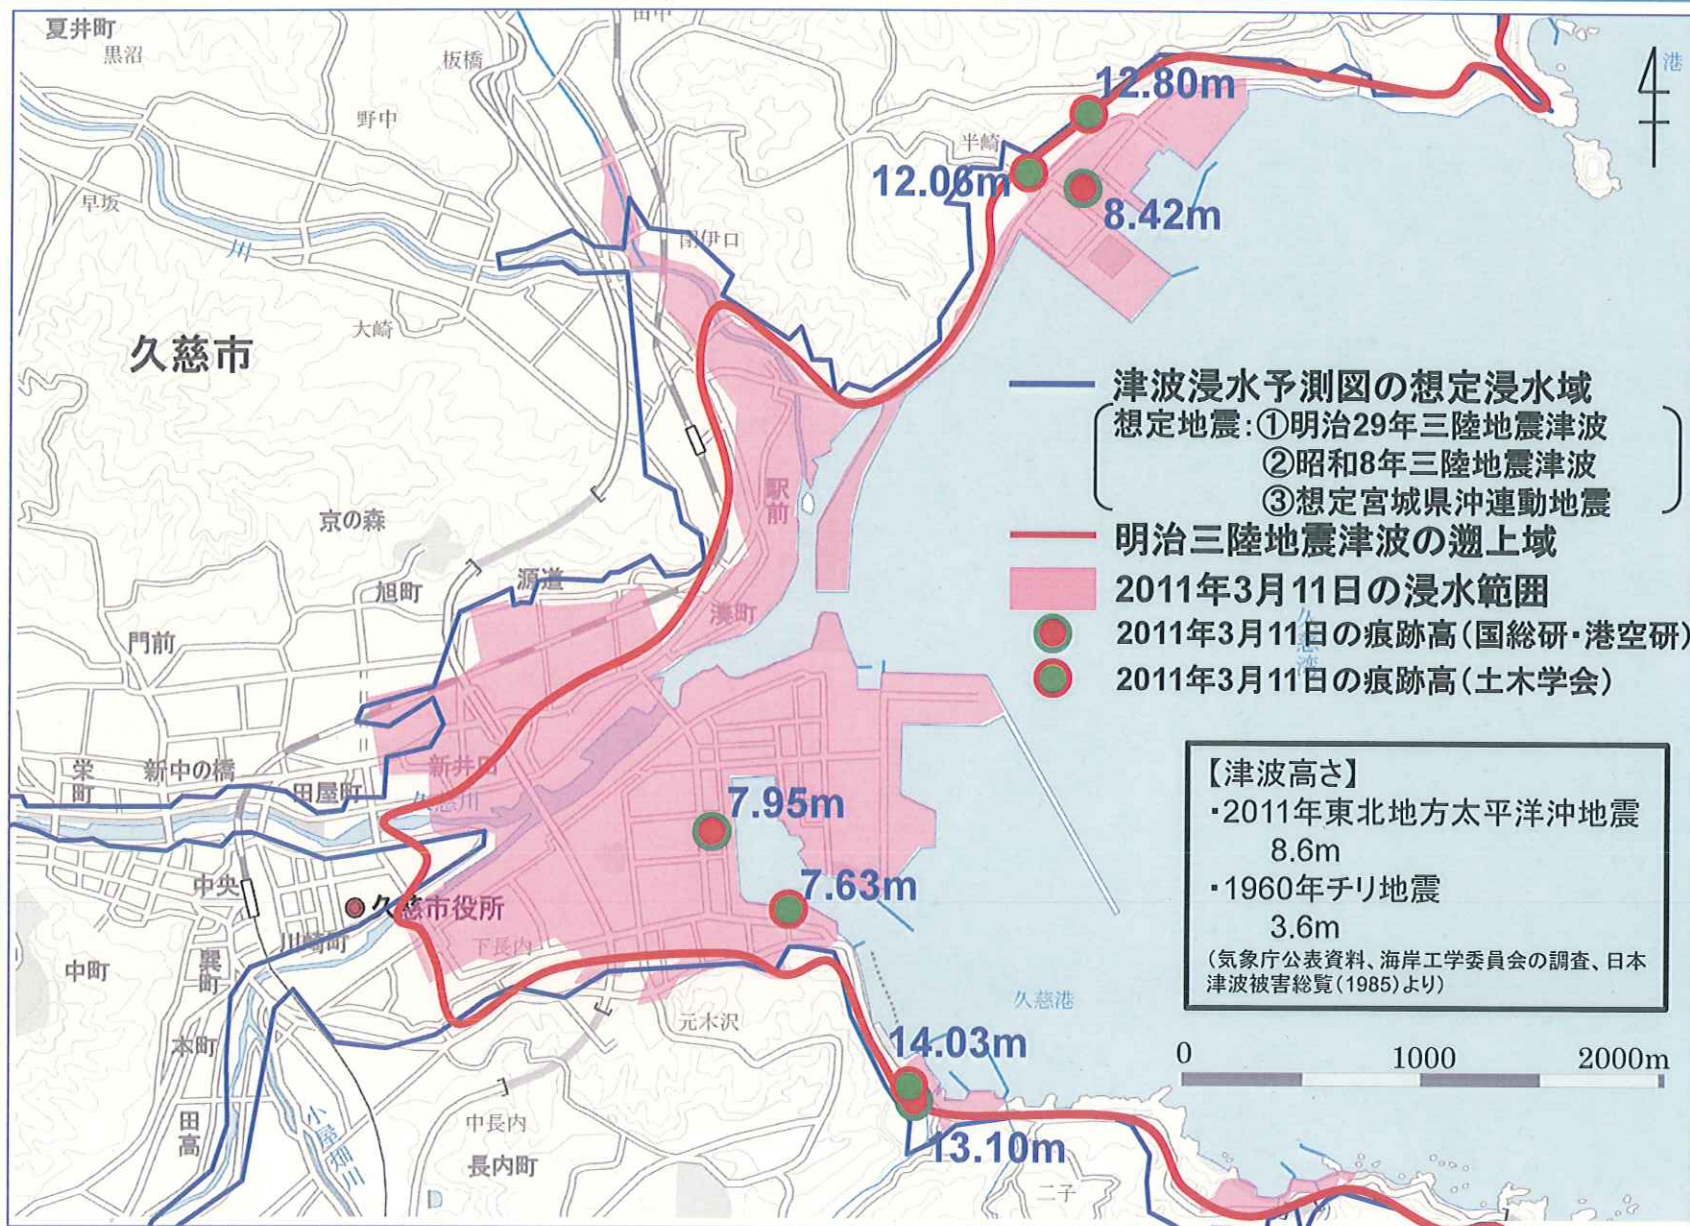 夏井町
黒沼
板橋
田中
港
野中
半崎
12.80m
12.06m
8.42m
早坂
川
閉伊口
大崎
久慈市
津波浸水予測図の想定浸水域
想定地震:①明治29年三陸地震津波
②昭和8年三陸地震津波
③想定宮城県沖連動地震
明治三陸地震津波の遡上域
2011年3月11日の浸水範囲
2011年3月11日の痕跡高(国総研・港空研)
2011年3月11日の痕跡高(土木学会)
久慈湾
駅前
京の森
旭町
源道
湊町
門前
栄町
新中の橋
田屋町
新井田
久慈川
7.95m
7.63m
中央
久慈市役所
川崎町
下長内
中町
巽町
元木沢
久慈港
本町
14.03m
13.10m
田高
小屋畑川
中長内
長内町
二子
【津波高さ】
・2011年東北地方太平洋沖地震
8.6m
・1960年チリ地震
3.6m
(気象庁公表資料、海岸工学委員会の調査、日本
津波被害総覧(1985)より)
0 1000 2000m